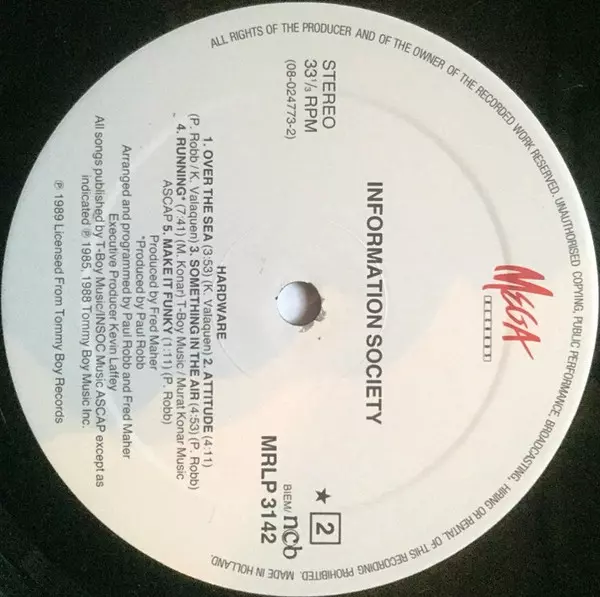 ALL RIGHTS OF THE PRODUCER AND OF THE OWNER OF THE RECORDED WORK RESERVED. UNAUTHORISED COPYING, PUBLIC PERFORMANCE, BROADCASTING, HIRING OR RENTAL OF THIS RECORDING PROHIBITED. MADE IN HOLLAND.
MEGA
RECORDS
STEREO
33⅓ RPM
(08-024773-2)
INFORMATION SOCIETY
★ 2
BIEM/ncb
MRLP 3142
HARDWARE
1. OVER THE SEA (3:53) (K. Valaquen) 2. ATTITUDE (4:11)
(P. Robb/K. Valaquen) 3. SOMETHING IN THE AIR (4:53) (P. Robb)
4. RUNNING* (7:41) (M. Konar) T-Boy Music / Murat Konar Music
ASCAP 5. MAKE IT FUNKY (1:11) (P. Robb)
Produced by Fred Maher
*Produced by Paul Robb
Arranged and programmed by Paul Robb and Fred Maher
Executive Producer Kevin Laffey
All songs published by T-Boy Music/INSOC Music ASCAP except as
indicated ℗ 1985, 1988 Tommy Boy Music Inc.
℗ 1989 Licensed From Tommy Boy Records